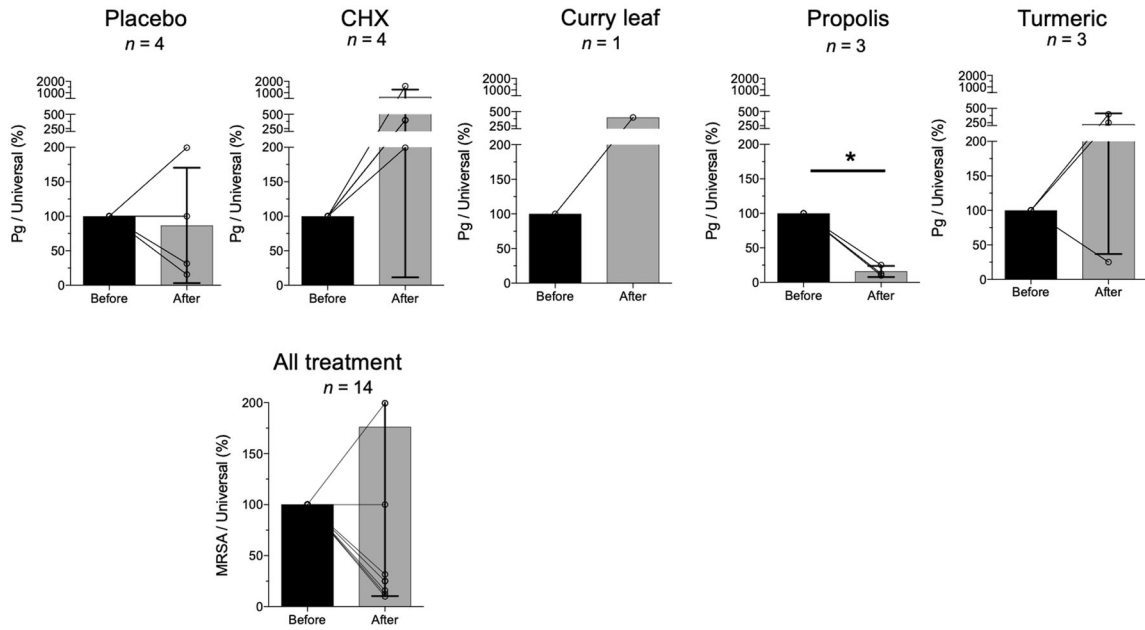 Placebo
n = 4
Pg / Universal (%)
2000
1000
500
250
200
150
100
50
0
Before After
CHX
n = 4
Pg / Universal (%)
2000
1000
500
250
200
150
100
50
0
Before After
Curry leaf
n = 1
Pg / Universal (%)
2000
1000
500
250
200
150
100
50
0
Before After
Propolis
n = 3
Pg / Universal (%)
2000
1000
500
250
200
150
100
50
0
*
Before After
Turmeric
n = 3
Pg / Universal (%)
2000
1000
500
250
200
150
100
50
0
Before After
All treatment
n = 14
MRSA / Universal (%)
200
150
100
50
0
Before After